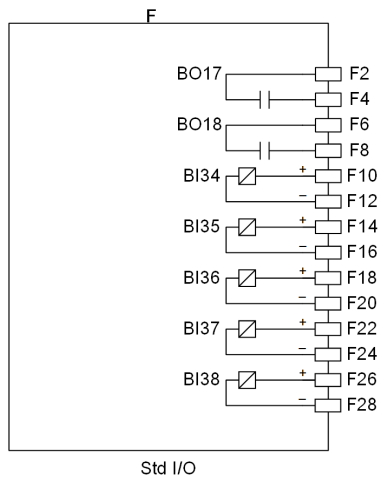 F
BO17 F2
F4
BO18 F6
F8
BI34 + F10
− F12
BI35 + F14
− F16
BI36 + F18
− F20
BI37 + F22
− F24
BI38 + F26
− F28
Std I/O